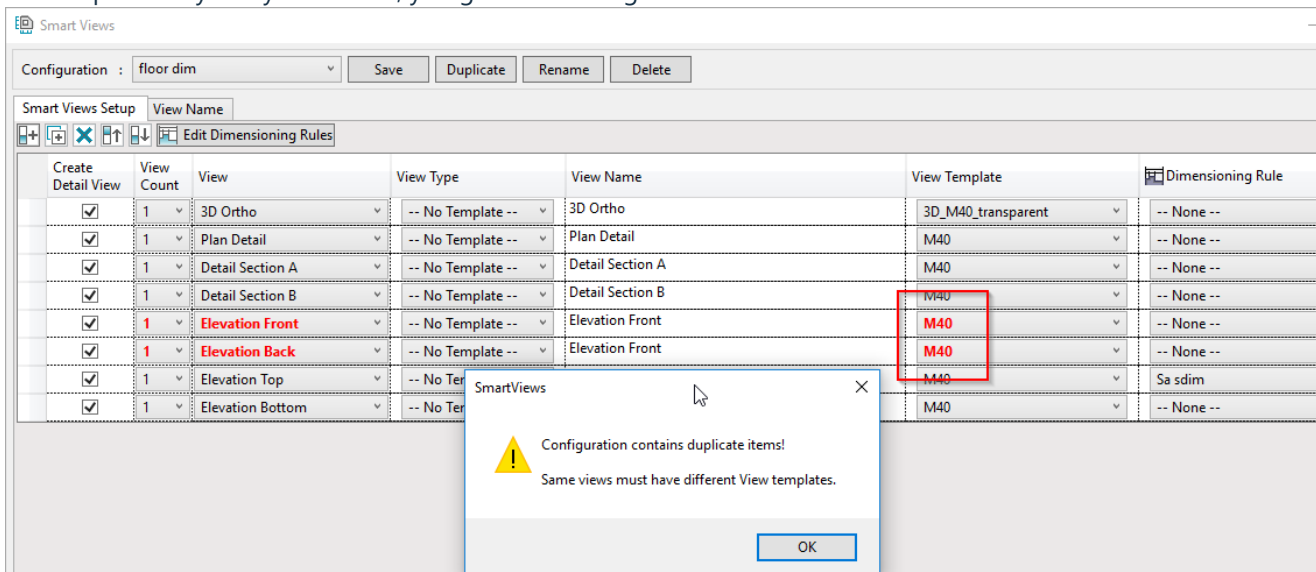 Smart Views
Configuration : floor dim Save Duplicate Rename Delete
Smart Views Setup View Name
Edit Dimensioning Rules
Create Detail View View Count View View Type View Name View Template Dimensioning Rule
1 3D Ortho -- No Template -- 3D Ortho 3D_M40_transparent -- None --
1 Plan Detail -- No Template -- Plan Detail M40 -- None --
1 Detail Section A -- No Template -- Detail Section A M40 -- None --
1 Detail Section B -- No Template -- Detail Section B M40 -- None --
1 Elevation Front -- No Template -- Elevation Front M40 -- None --
1 Elevation Back -- No Template -- Elevation Front M40 -- None --
1 Elevation Top -- No Ter M40 Sa sdim
1 Elevation Bottom -- No Ter M40 -- None --
SmartViews
Configuration contains duplicate items!
Same views must have different View templates.
OK